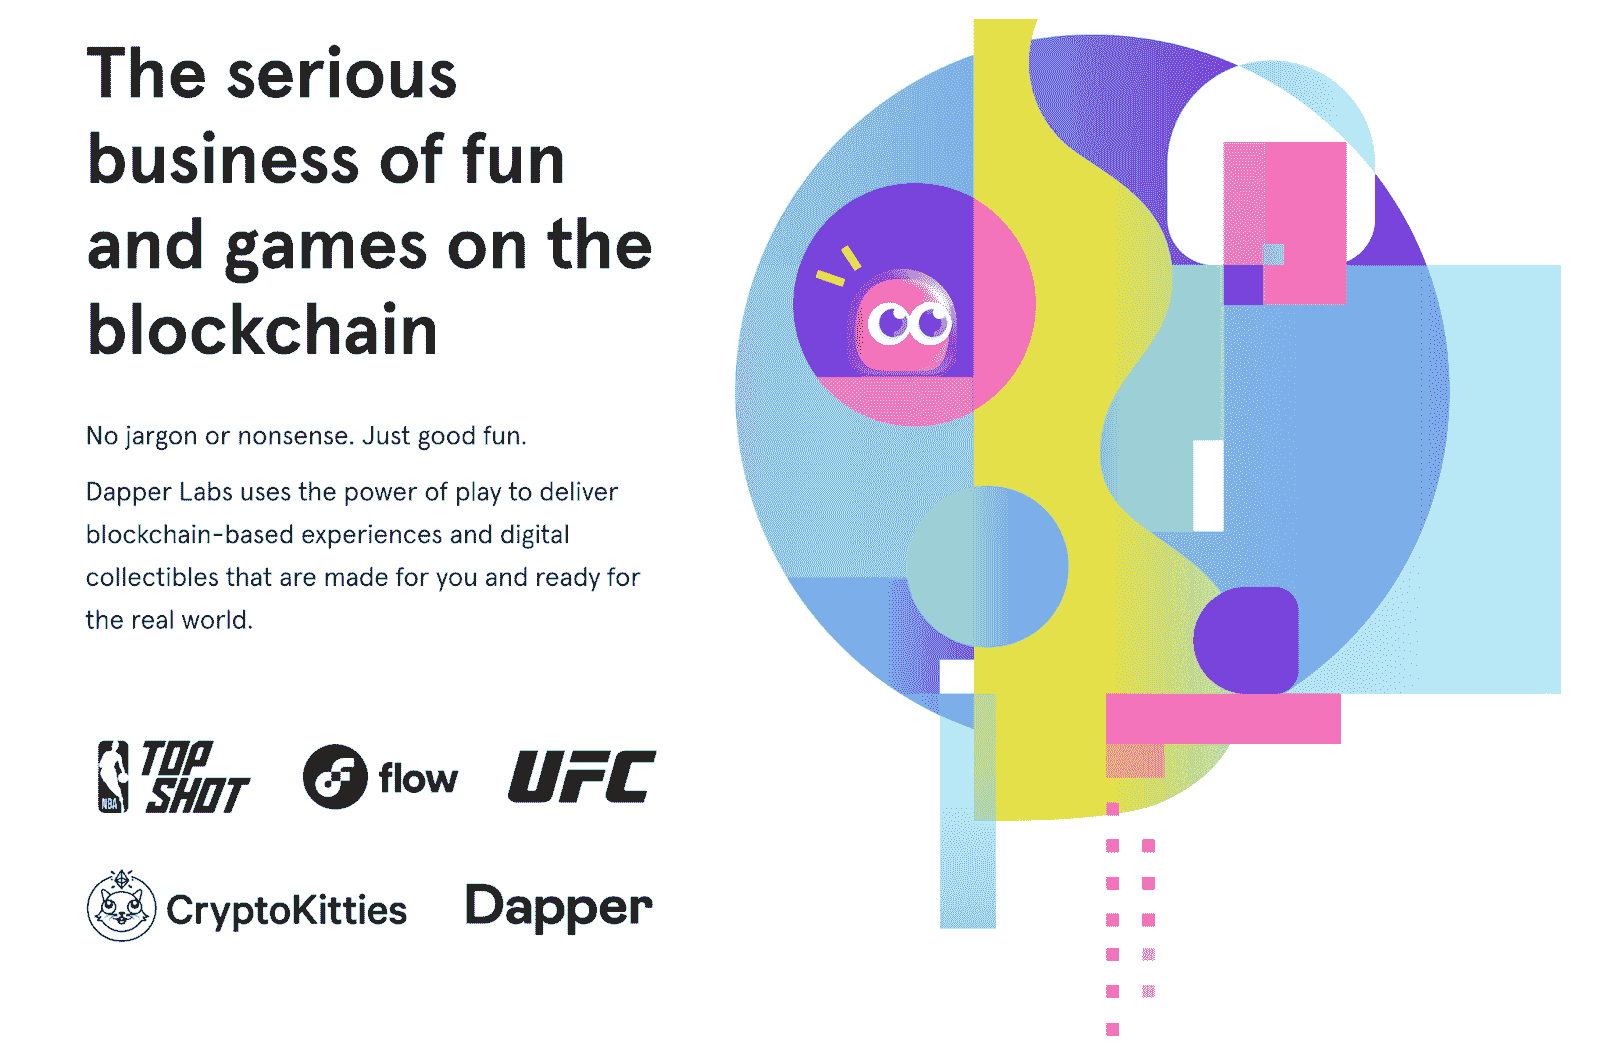 The serious
business of fun
and games on the
blockchain
No jargon or nonsense. Just good fun.
Dapper Labs uses the power of play to deliver
blockchain-based experiences and digital
collectibles that are made for you and ready for
the real world.
NBA TOP SHOT
flow
UFC
CryptoKitties
Dapper